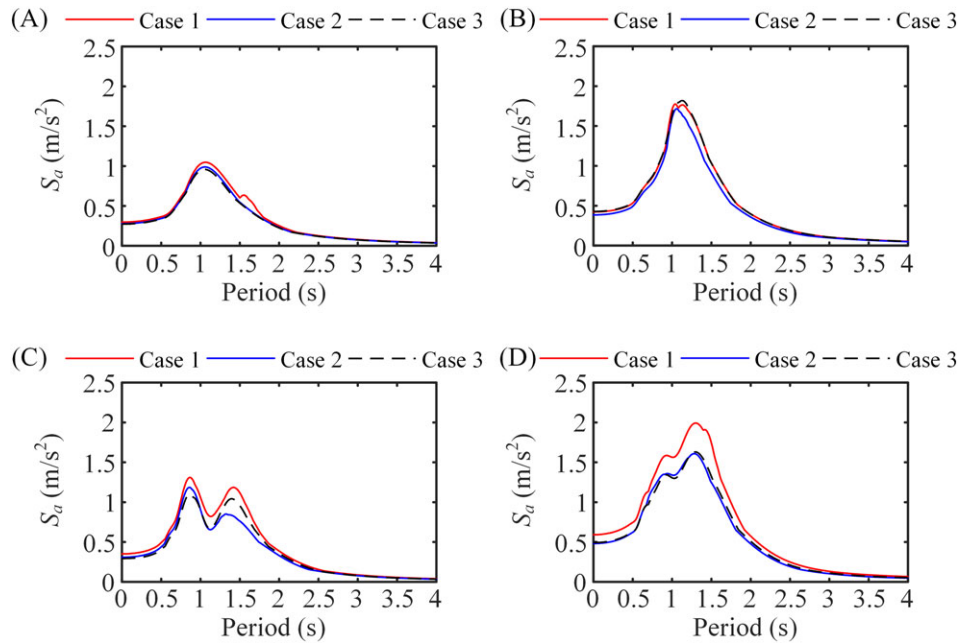 (A) Case 1 Case 2 Case 3
2.5
2
1.5
1
0.5
0
S_a (m/s²)
0 0.5 1 1.5 2 2.5 3 3.5 4
Period (s)
(B) Case 1 Case 2 Case 3
2.5
2
1.5
1
0.5
0
S_a (m/s²)
0 0.5 1 1.5 2 2.5 3 3.5 4
Period (s)
(C) Case 1 Case 2 Case 3
2.5
2
1.5
1
0.5
0
S_a (m/s²)
0 0.5 1 1.5 2 2.5 3 3.5 4
Period (s)
(D) Case 1 Case 2 Case 3
2.5
2
1.5
1
0.5
0
S_a (m/s²)
0 0.5 1 1.5 2 2.5 3 3.5 4
Period (s)